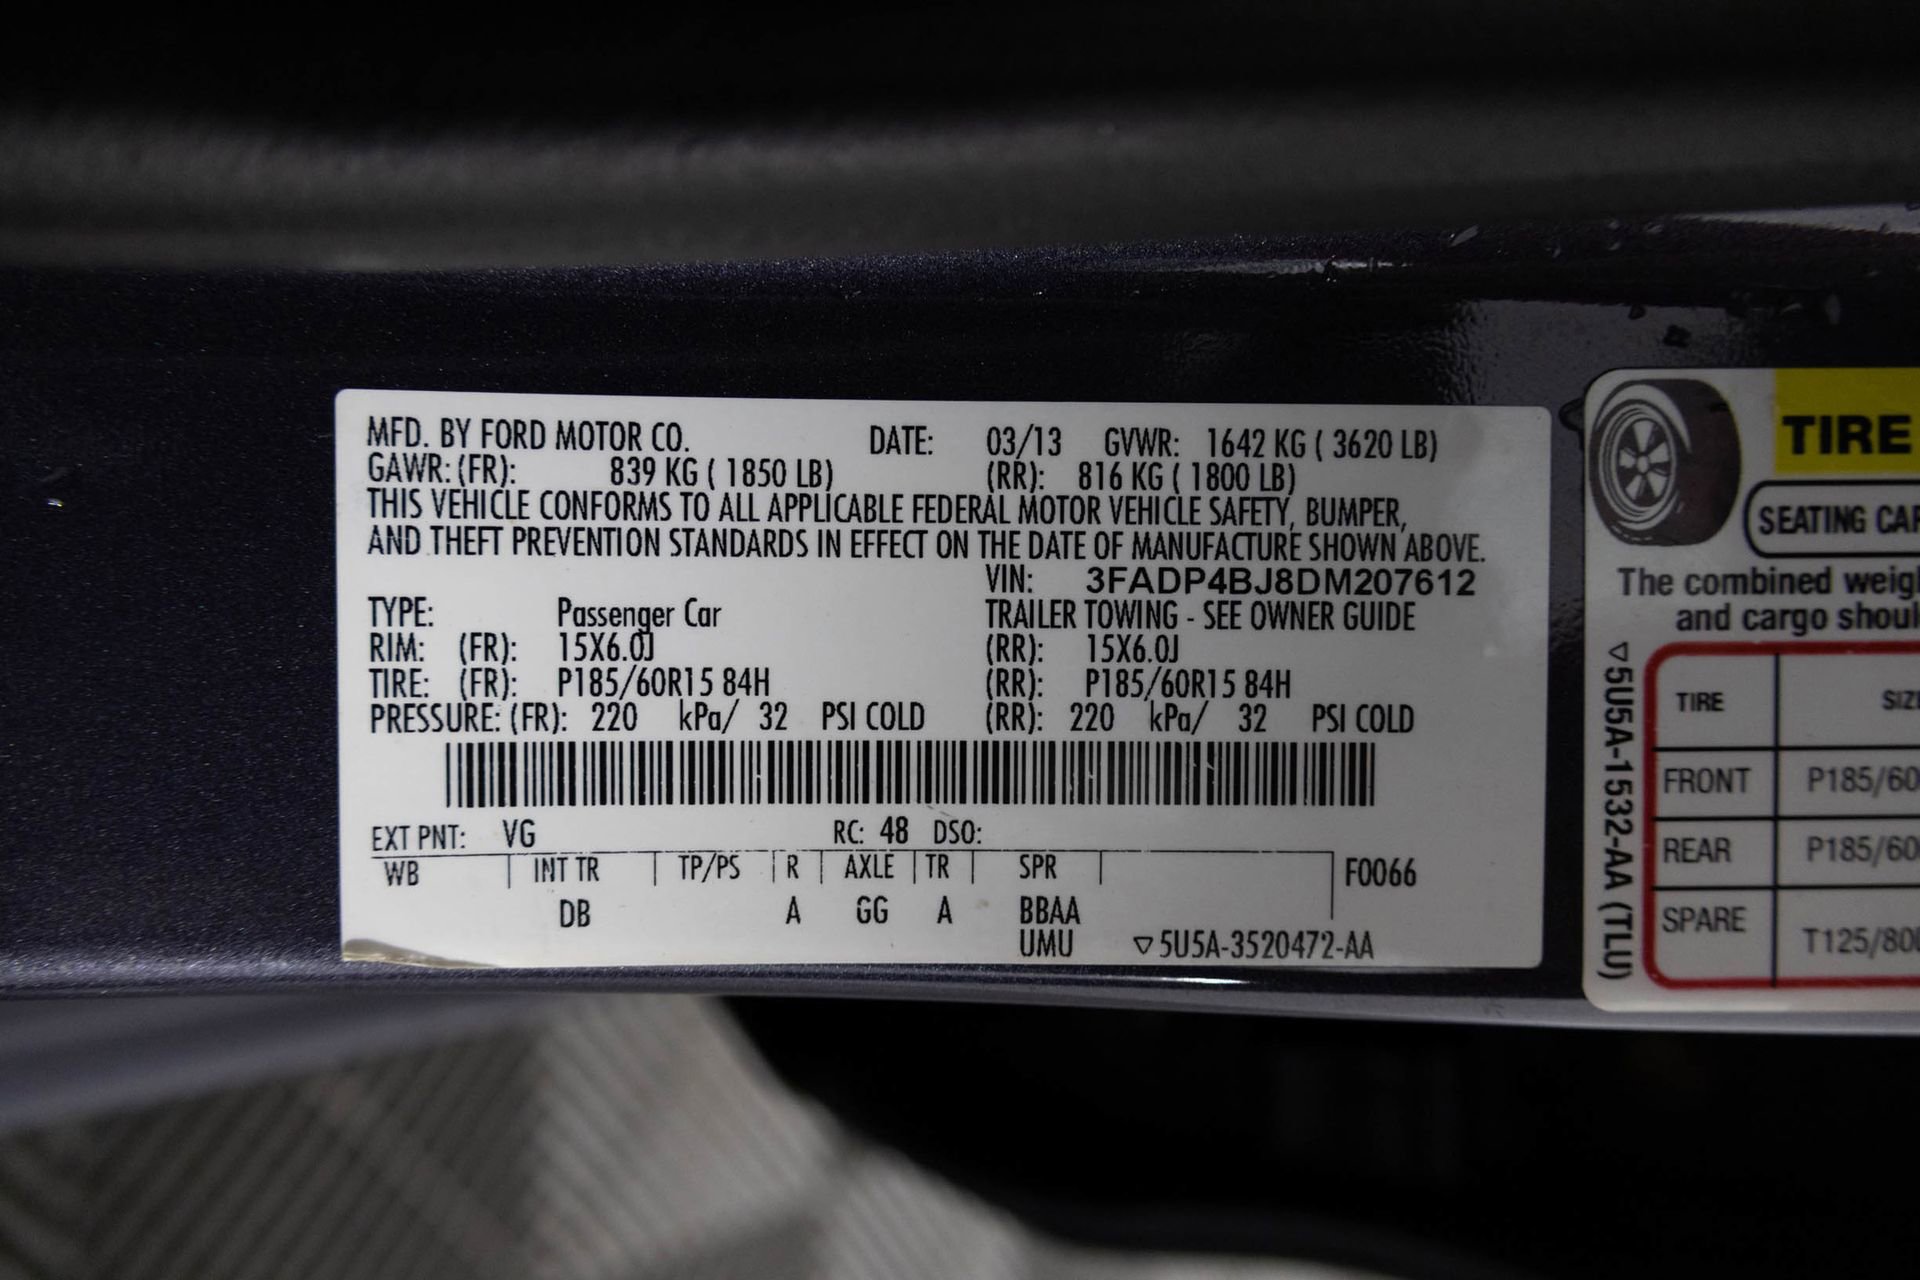 MFD. BY FORD MOTOR CO. DATE: 03/13 GVWR: 1642 KG ( 3620 LB)
GAWR: (FR): 839 KG ( 1850 LB) (RR): 816 KG ( 1800 LB)
THIS VEHICLE CONFORMS TO ALL APPLICABLE FEDERAL MOTOR VEHICLE SAFETY, BUMPER,
AND THEFT PREVENTION STANDARDS IN EFFECT ON THE DATE OF MANUFACTURE SHOWN ABOVE.
VIN: 3FADP4BJ8DM207612
TYPE: Passenger Car TRAILER TOWING - SEE OWNER GUIDE
RIM: (FR): 15X6.0J (RR): 15X6.0J
TIRE: (FR): P185/60R15 84H (RR): P185/60R15 84H
PRESSURE: (FR): 220 kPa/ 32 PSI COLD (RR): 220 kPa/ 32 PSI COLD
EXT PNT: VG RC: 48 DSO:
WB INT TR TP/PS R AXLE TR SPR F0066
DB A GG A BBAA
UMU ▽5U5A-3520472-AA
TIRE
SEATING
The combined
and cargo
▽5U5A-1532-AA (TLU)
TIRE
FRONT P185/60
REAR P185/60
SPARE T125/80